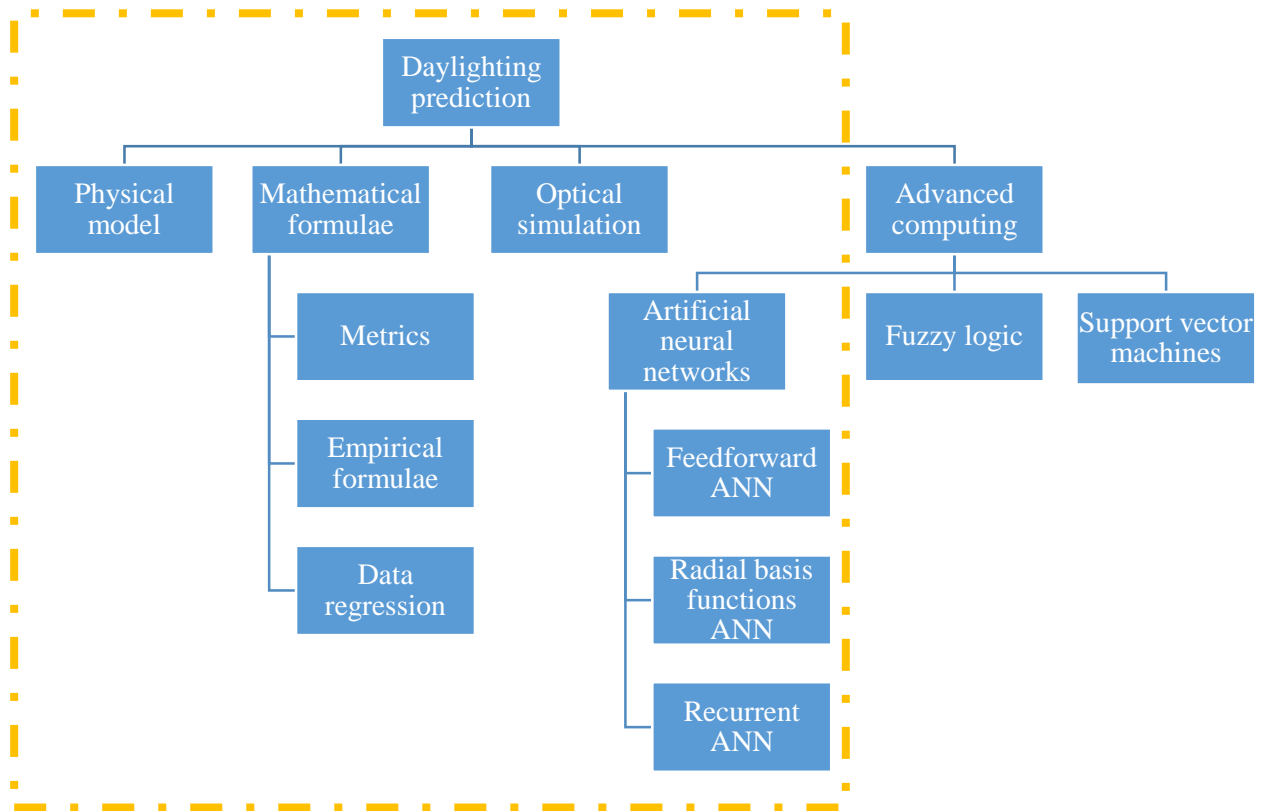 Daylighting
prediction
Physical
model
Mathematical
formulae
Optical
simulation
Advanced
computing
Metrics
Empirical
formulae
Data
regression
Artificial
neural
networks
Fuzzy logic
Support vector
machines
Feedforward
ANN
Radial basis
functions
ANN
Recurrent
ANN